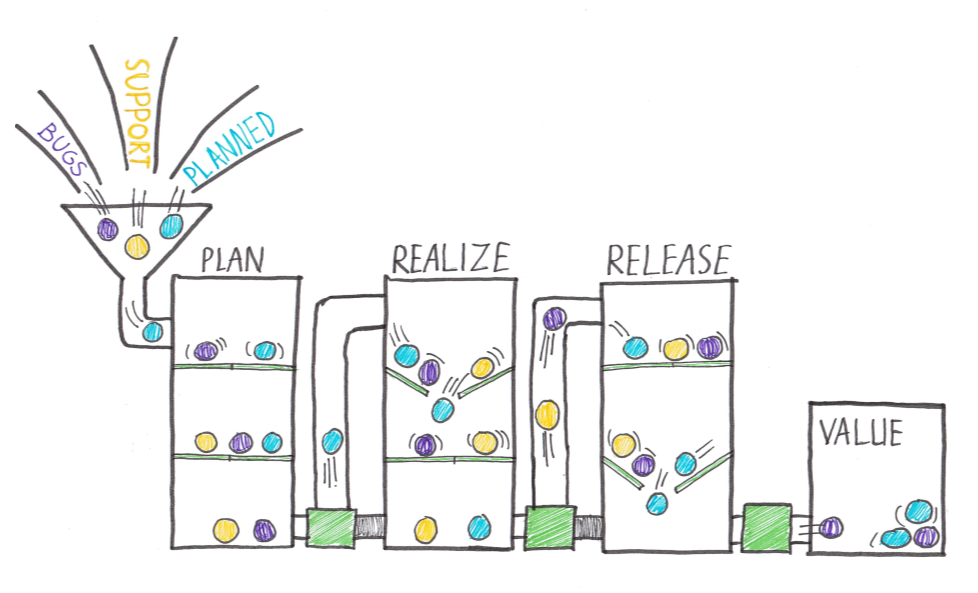 BUGS
SUPPORT
PLANNED
PLAN
REALIZE
RELEASE
VALUE